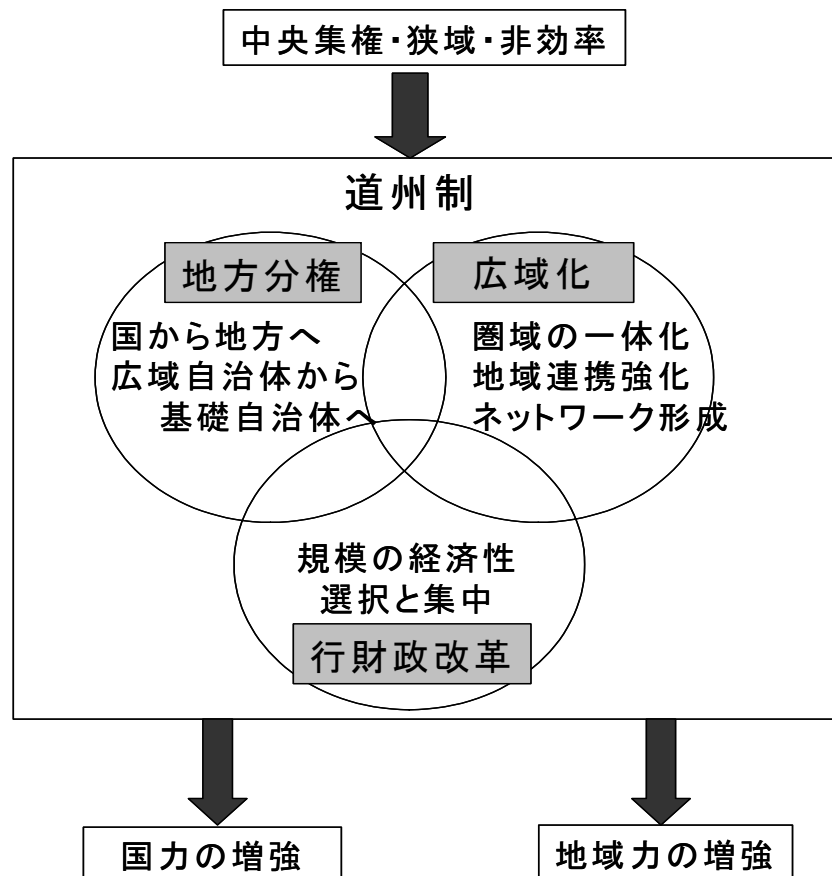 中央集権・狭域・非効率
道州制
地方分権
国から地方へ
広域自治体から
基礎自治体へ
広域化
圏域の一体化
地域連携強化
ネットワーク形成
規模の経済性
選択と集中
行財政改革
国力の増強
地域力の増強